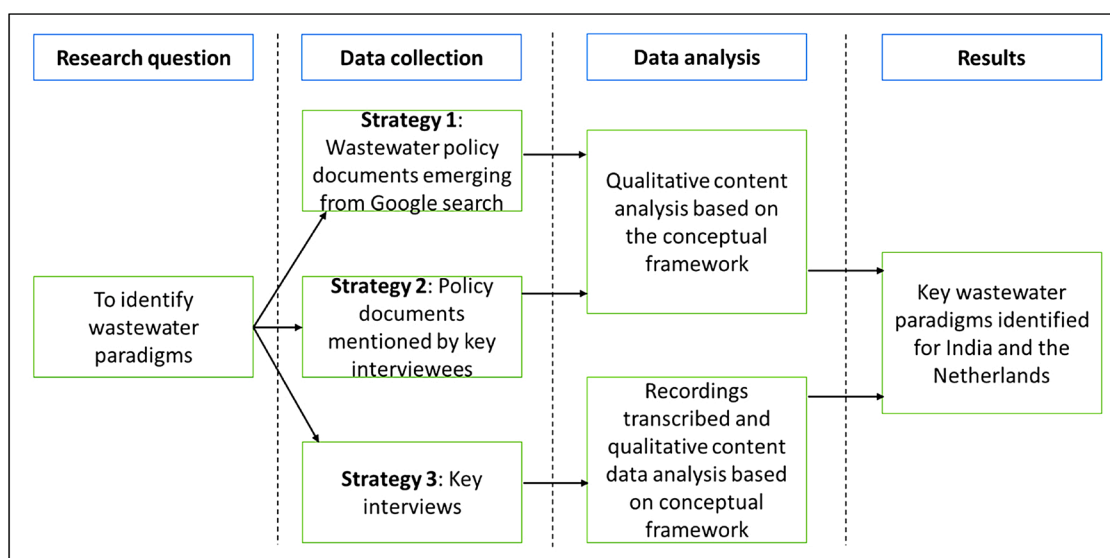 Research question
Data collection
Data analysis
Results
To identify
wastewater
paradigms
Strategy 1:
Wastewater policy
documents emerging
from Google search
Strategy 2: Policy
documents
mentioned by key
interviewees
Strategy 3: Key
interviews
Qualitative content
analysis based on
the conceptual
framework
Recordings
transcribed and
qualitative content
data analysis based
on conceptual
framework
Key wastewater
paradigms identified
for India and the
Netherlands